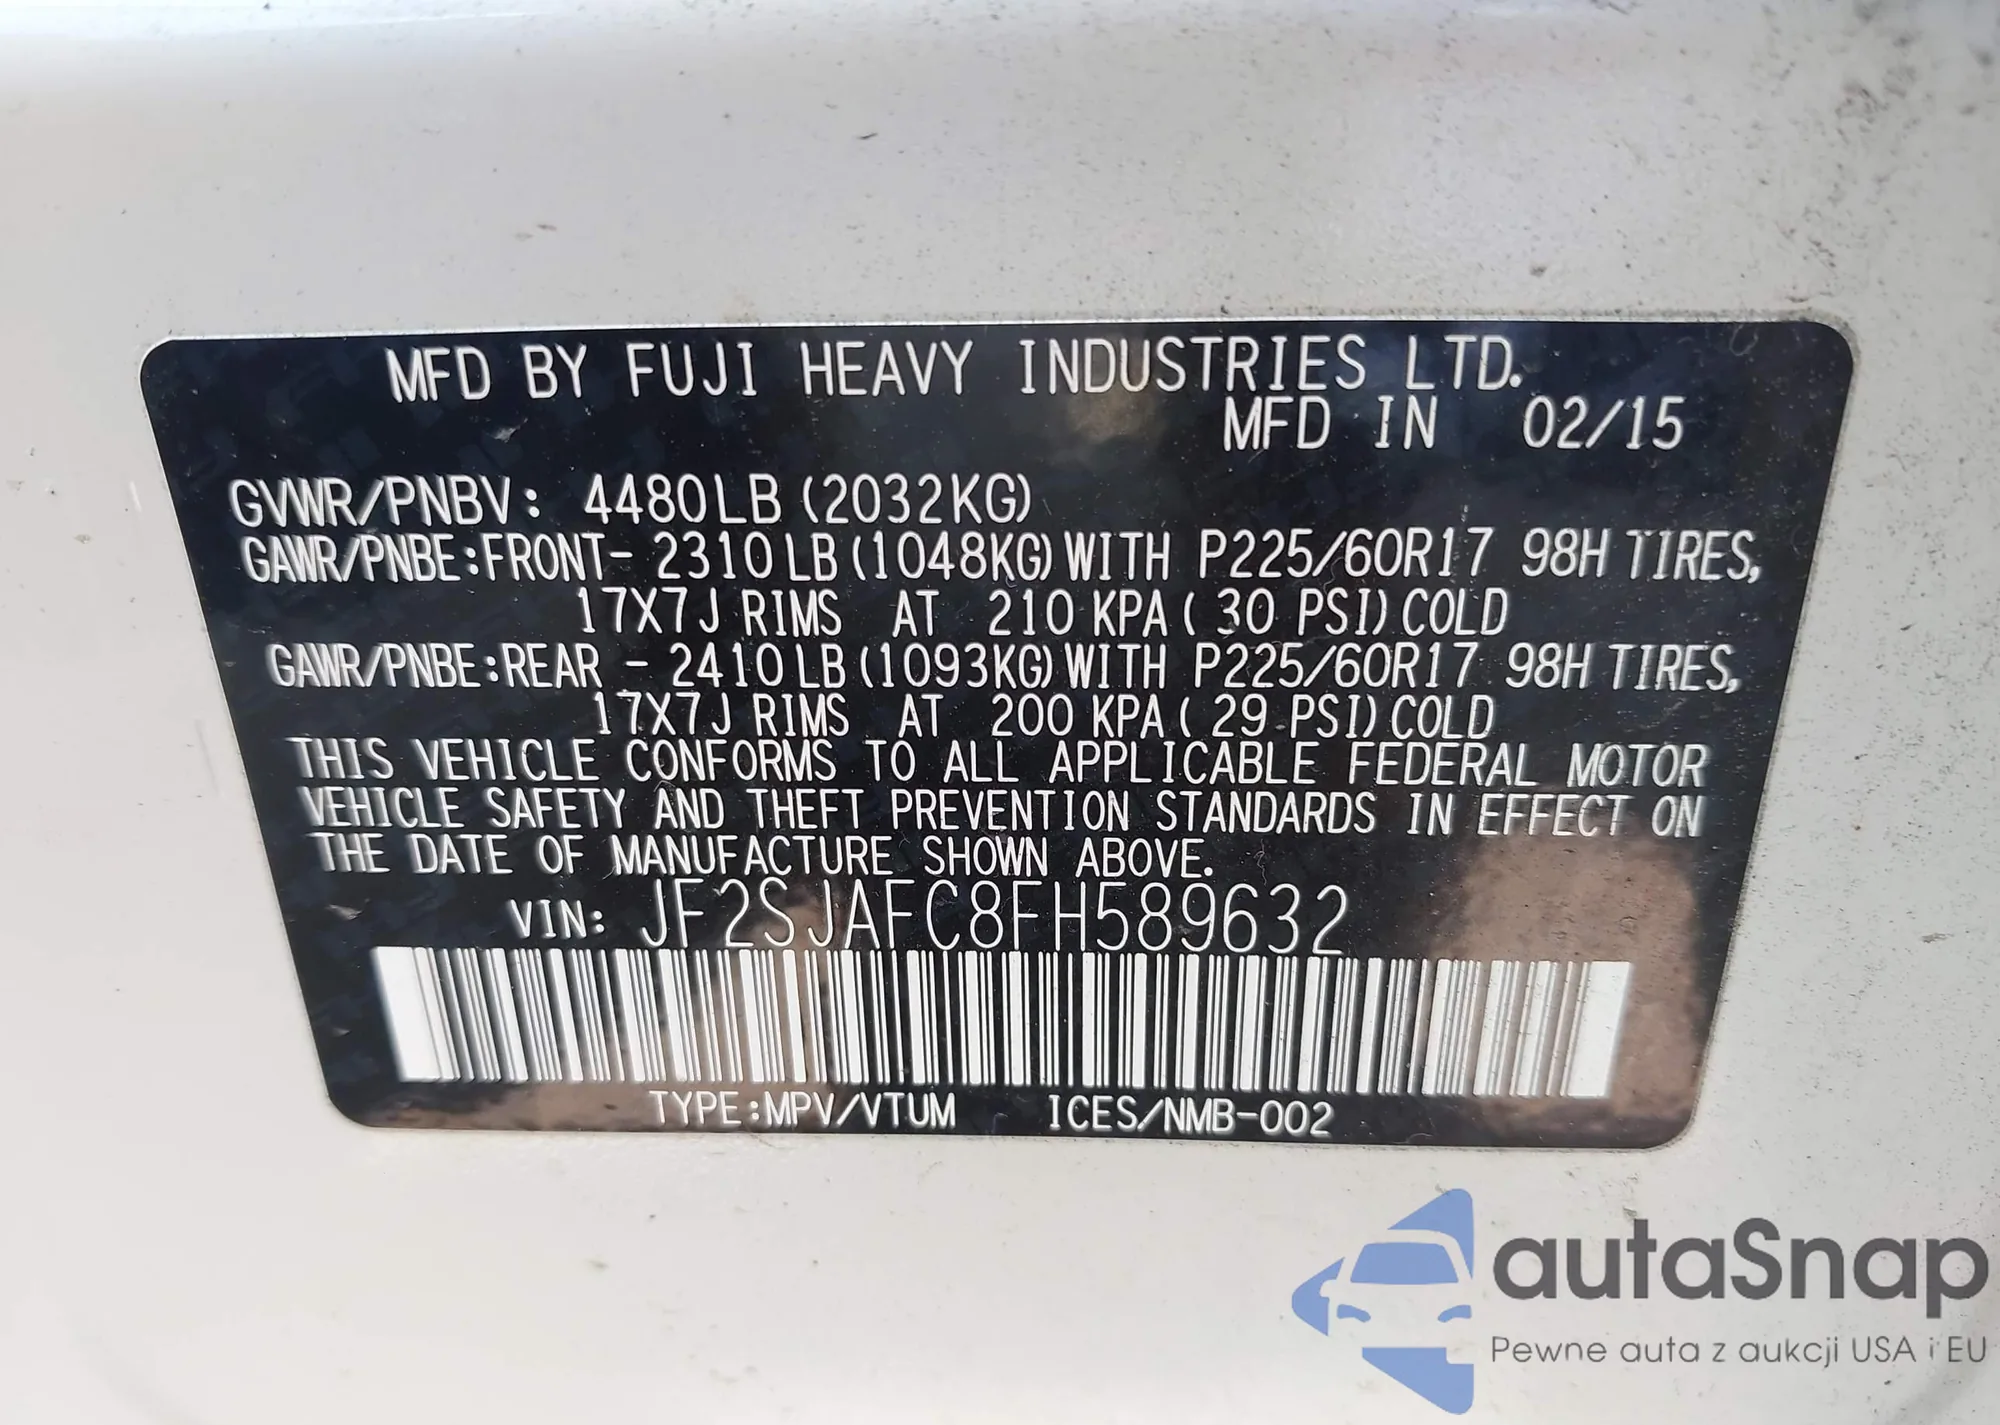 MFD BY FUJI HEAVY INDUSTRIES LTD.
MFD IN 02/15
GVWR/PNBV: 4480LB (2032KG)
GAWR/PNBE:FRONT- 2310LB (1048KG) WITH P225/60R17 98H TIRES,
17X7J RIMS AT 210 KPA ( 30 PSI) COLD
GAWR/PNBE:REAR - 2410LB (1093KG) WITH P225/60R17 98H TIRES,
17X7J RIMS AT 200 KPA ( 29 PSI) COLD
THIS VEHICLE CONFORMS TO ALL APPLICABLE FEDERAL MOTOR
VEHICLE SAFETY AND THEFT PREVENTION STANDARDS IN EFFECT ON
THE DATE OF MANUFACTURE SHOWN ABOVE.
VIN: JF2SJAFC8FH589632
TYPE:MPV/VTUM ICES/NMB-002
autaSnap
Pewne auta z aukcji USA i EU